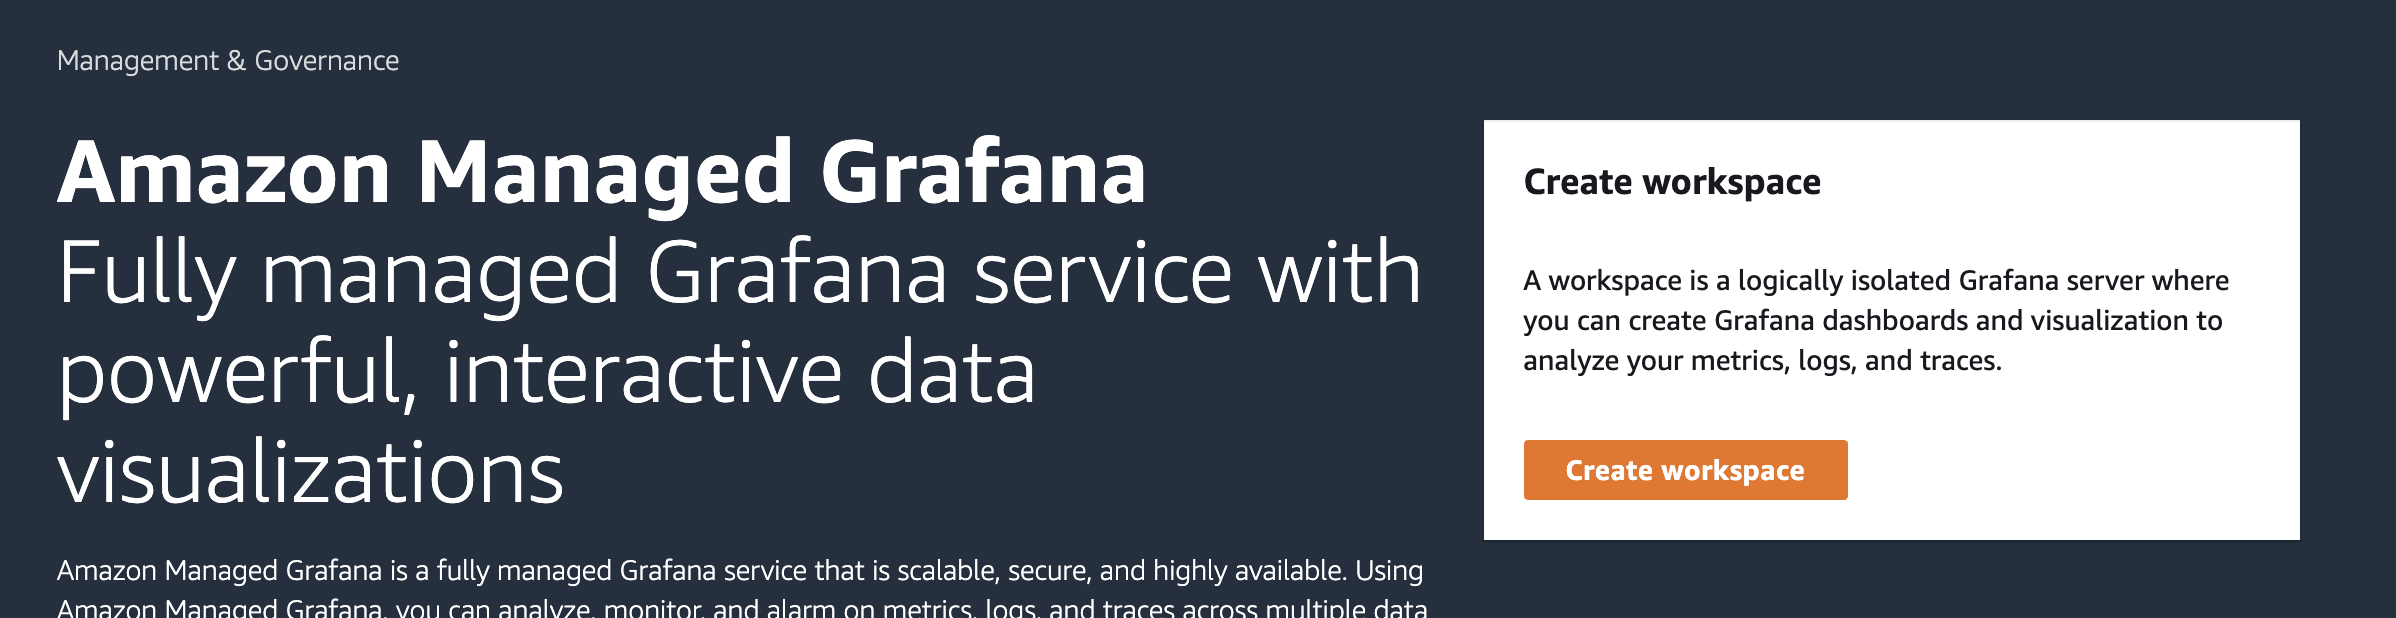 Management & Governance
Amazon Managed Grafana
Fully managed Grafana service with
powerful, interactive data
visualizations
Amazon Managed Grafana is a fully managed Grafana service that is scalable, secure, and highly available. Using
Amazon Managed Grafana, you can analyze, monitor, and alarm on metrics, logs, and traces across multiple data
Create workspace
A workspace is a logically isolated Grafana server where
you can create Grafana dashboards and visualization to
analyze your metrics, logs, and traces.
Create workspace